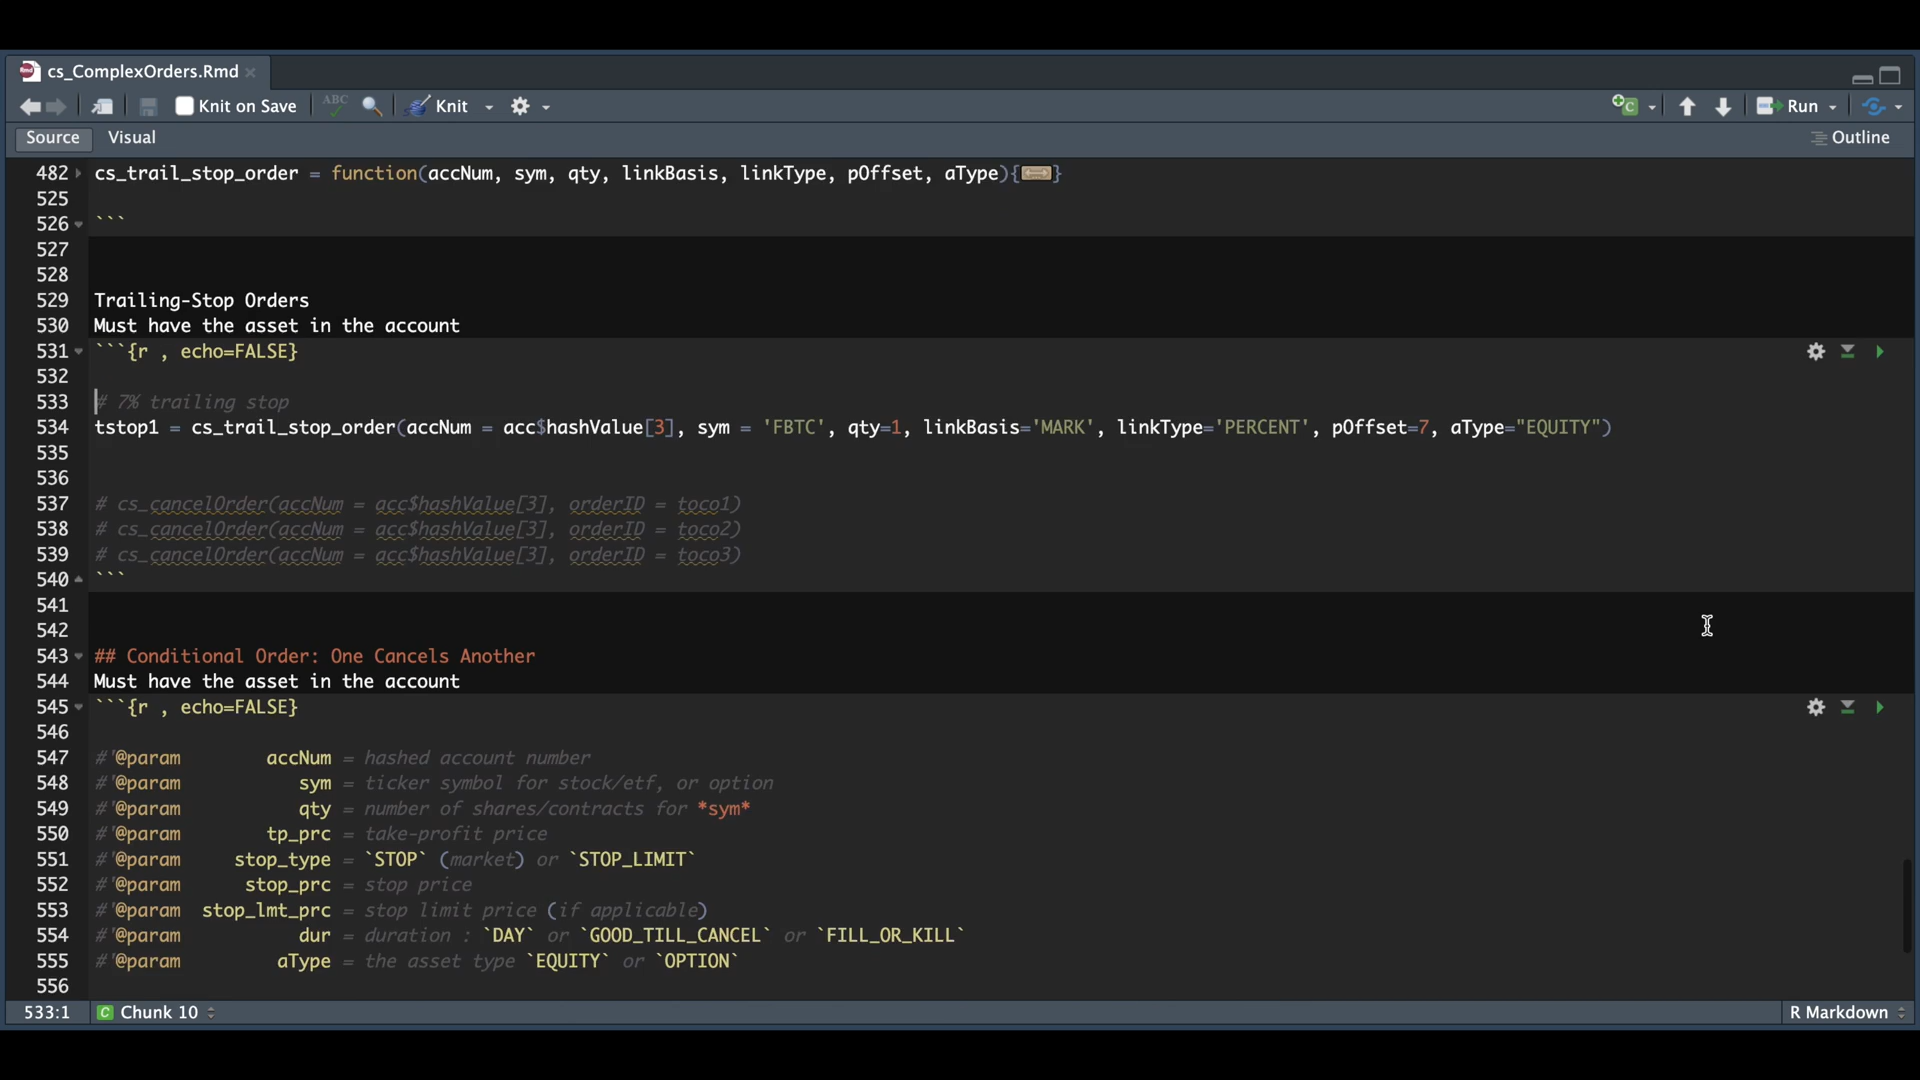 cs_ComplexOrders.Rmd
Knit on Save
ABC
Knit
Run
Source
Visual
Outline
482 cs_trail_stop_order = function(accNum, sym, qty, linkBasis, linkType, pOffset, aType){}
525
526 ```
527
528
529 Trailing-Stop Orders
530 Must have the asset in the account
531 ```{r , echo=FALSE}
532
533 # 7% trailing stop
534 tstop1 = cs_trail_stop_order(accNum = acc$hashValue[3], sym = 'FBTC', qty=1, linkBasis='MARK', linkType='PERCENT', pOffset=7, aType="EQUITY")
535
536
537 # cs_cancelOrder(accNum = acc$hashValue[3], orderID = toco1)
538 # cs_cancelOrder(accNum = acc$hashValue[3], orderID = toco2)
539 # cs_cancelOrder(accNum = acc$hashValue[3], orderID = toco3)
540 ```
541
542
543 ## Conditional Order: One Cancels Another
544 Must have the asset in the account
545 ```{r , echo=FALSE}
546
547 #'@param accNum = hashed account number
548 #'@param sym = ticker symbol for stock/etf, or option
549 #'@param qty = number of shares/contracts for *sym*
550 #'@param tp_prc = take-profit price
551 #'@param stop_type = `STOP` (market) or `STOP_LIMIT`
552 #'@param stop_prc = stop price
553 #'@param stop_lmt_prc = stop limit price (if applicable)
554 #'@param dur = duration : `DAY` or `GOOD_TILL_CANCEL` or `FILL_OR_KILL`
555 #'@param aType = the asset type `EQUITY` or `OPTION`
556
533:1
C Chunk 10
R Markdown